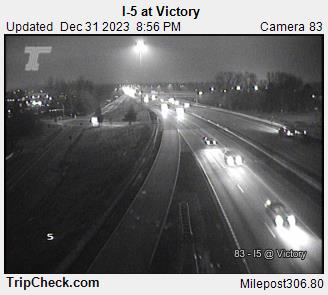 I-5 at Victory
Updated Dec 31 2023 8:56 PM Camera 83
S
83 - I5 @ Victory
TripCheck.com Milepost306.80